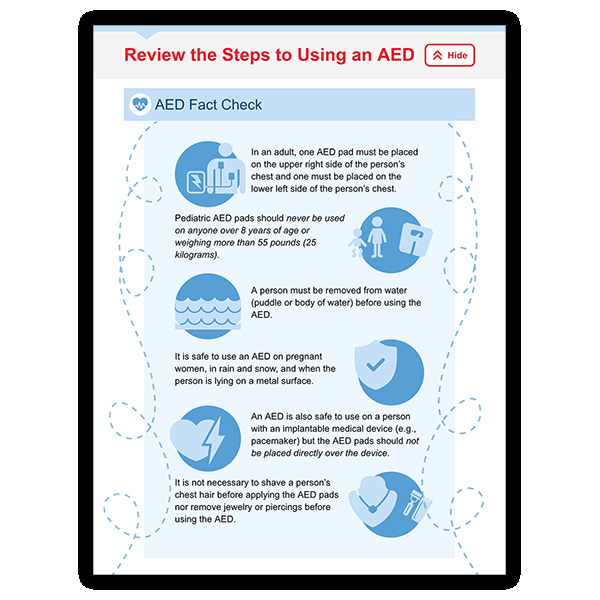 Review the Steps to Using an AED
Hide
AED Fact Check
In an adult, one AED pad must be placed
on the upper right side of the person's
chest and one must be placed on the
lower left side of the person's chest.
Pediatric AED pads should never be used
on anyone over 8 years of age or
weighing more than 55 pounds (25
kilograms).
A person must be removed from water
(puddle or body of water) before using the
AED.
It is safe to use an AED on pregnant
women, in rain and snow, and when the
person is lying on a metal surface.
An AED is also safe to use on a person
with an implantable medical device (e.g.,
pacemaker) but the AED pads should not
be placed directly over the device.
It is not necessary to shave a person's
chest hair before applying the AED pads
nor remove jewelry or piercings before
using the AED.